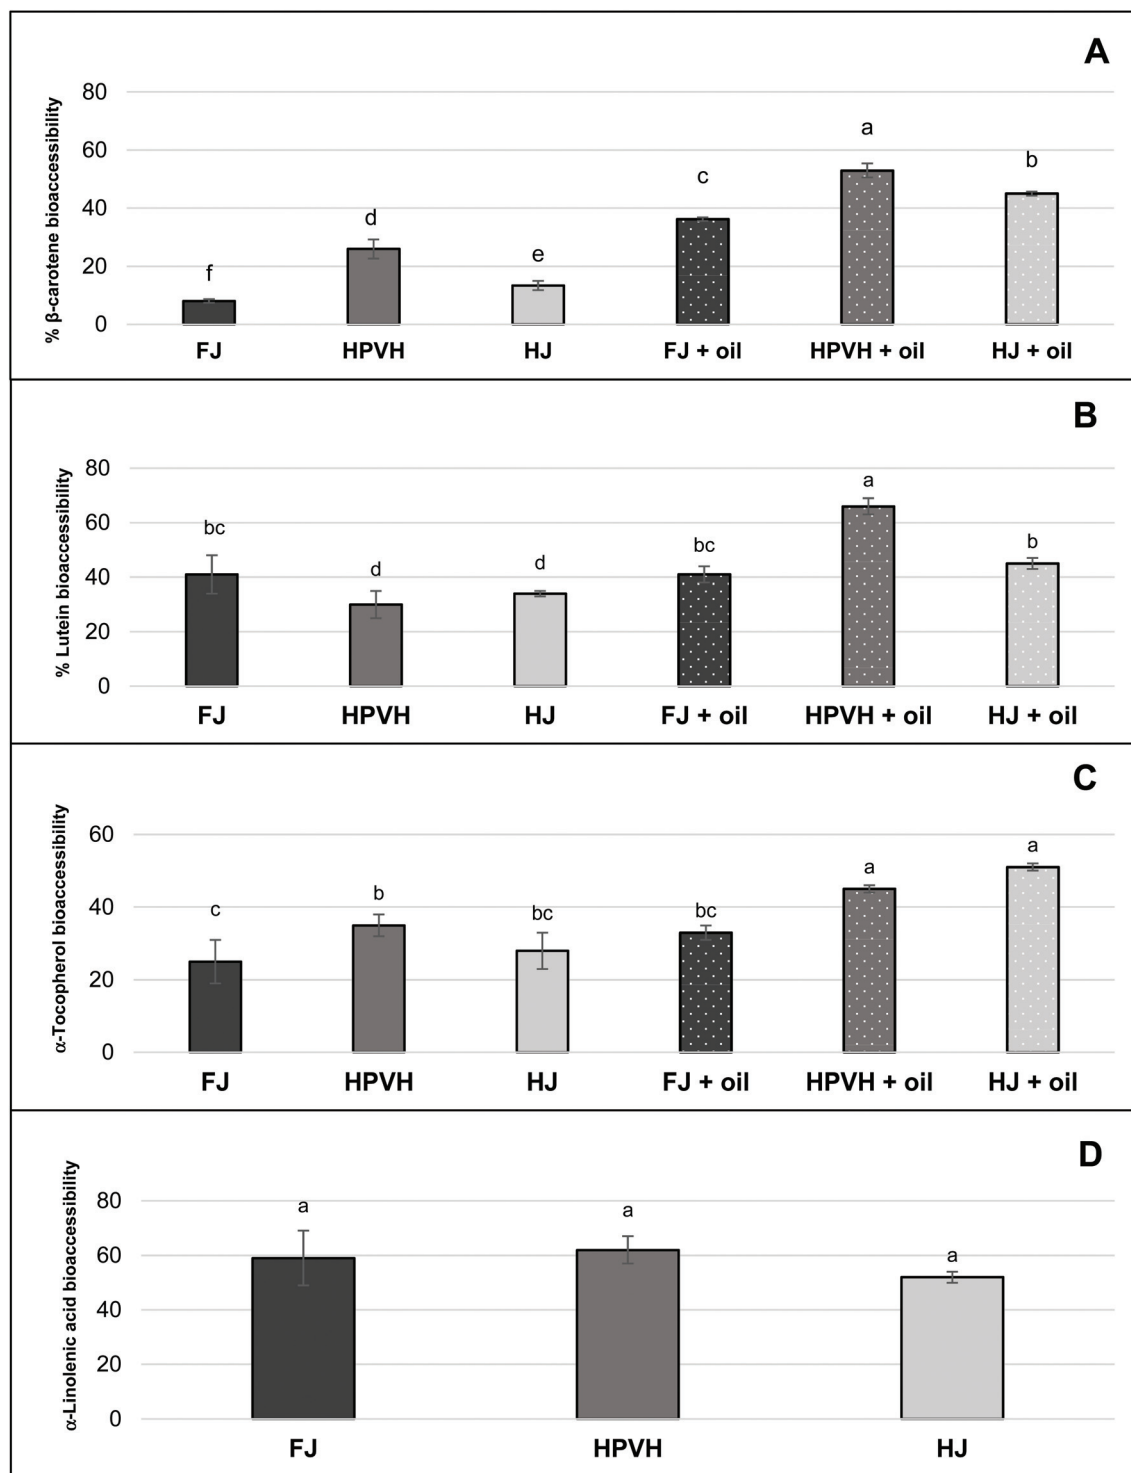 A
% β-carotene bioaccessibility
80
60
40
20
0
f
d
e
c
a
b
FJ HPVH HJ FJ + oil HPVH + oil HJ + oil
B
% Lutein bioaccessibility
80
60
40
20
0
bc
d
d
bc
a
b
FJ HPVH HJ FJ + oil HPVH + oil HJ + oil
C
α-Tocopherol bioaccessibility
60
40
20
0
c
b
bc
bc
a
a
FJ HPVH HJ FJ + oil HPVH + oil HJ + oil
D
α-Linolenic acid bioaccessibility
80
60
40
20
0
a
a
a
FJ HPVH HJ